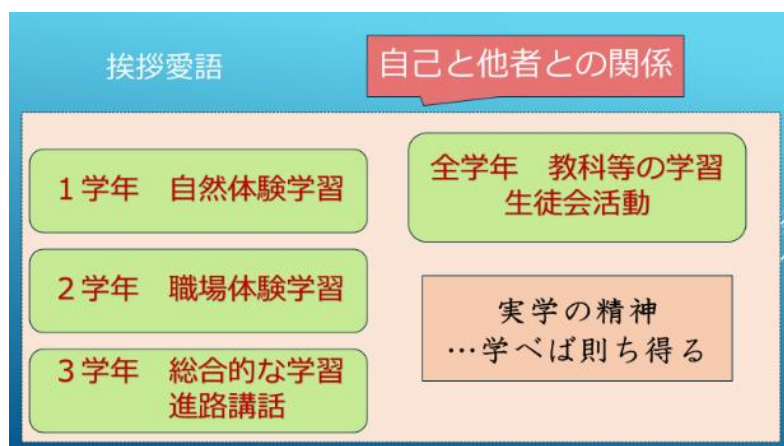 挨拶愛語
自己と他者との関係
１学年　自然体験学習
２学年　職場体験学習
３学年　総合的な学習
進路講話
全学年　教科等の学習
生徒会活動
実学の精神
…学べば則ち得る